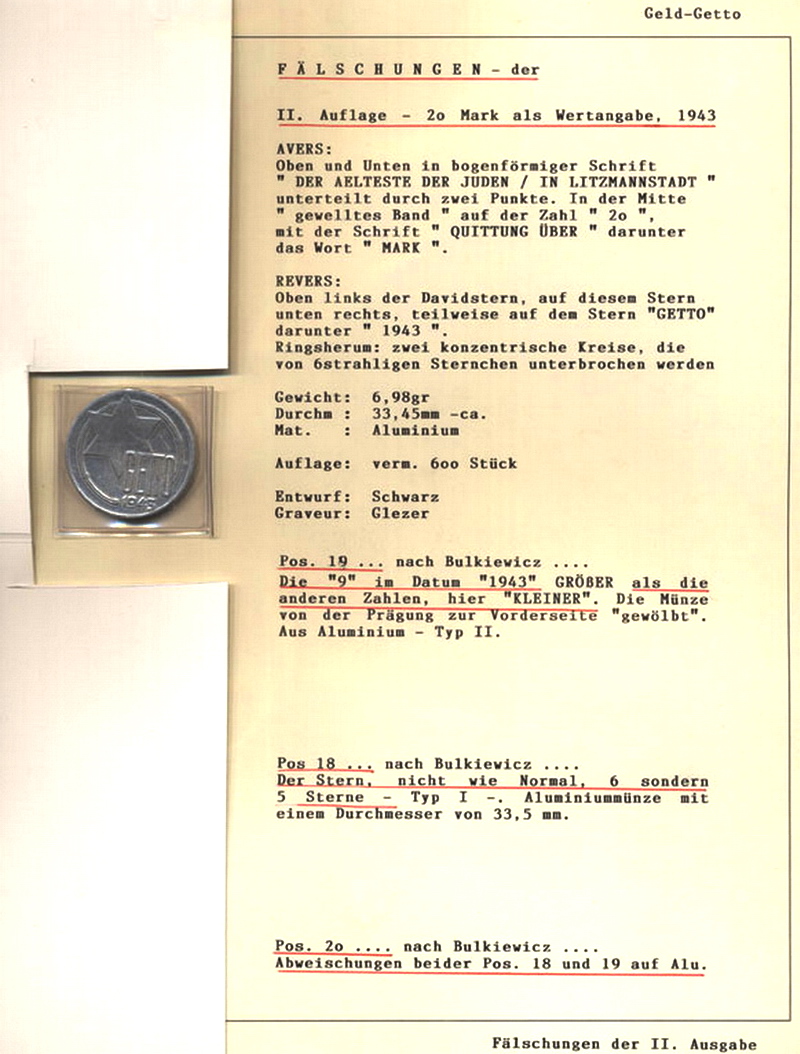 Geld-Getto
F Ä L S C H U N G E N - der
II. Auflage - 2o Mark als Wertangabe, 1943
AVERS:
Oben und Unten in bogenförmiger Schrift
" DER AELTESTE DER JUDEN / IN LITZMANNSTADT "
unterteilt durch zwei Punkte. In der Mitte
" gewelltes Band " auf der Zahl " 2o ",
mit der Schrift " QUITTUNG ÜBER " darunter
das Wort " MARK ".
REVERS:
Oben links der Davidstern, auf diesem Stern
unten rechts, teilweise auf dem Stern "GETTO"
darunter " 1943 ".
Ringsherum: zwei konzentrische Kreise, die
von 6strahligen Sternchen unterbrochen werden
Gewicht: 6,98gr
Durchm : 33,45mm -ca.
Mat. : Aluminium
Auflage: verm. 6oo Stück
Entwurf: Schwarz
Graveur: Glezer
GETTO
1943
Pos. 19 ... nach Bulkiewicz ....
Die "9" im Datum "1943" GRÖßER als die
anderen Zahlen, hier "KLEINER". Die Münze
von der Prägung zur Vorderseite "gewölbt".
Aus Aluminium - Typ II.
Pos 18 ... nach Bulkiewicz ....
Der Stern, nicht wie Normal, 6 sondern
5 Sterne - Typ I -. Aluminiummünze mit
einem Durchmesser von 33,5 mm.
Pos. 2o .... nach Bulkiewicz ....
Abweischungen beider Pos. 18 und 19 auf Alu.
Fälschungen der II. Ausgabe